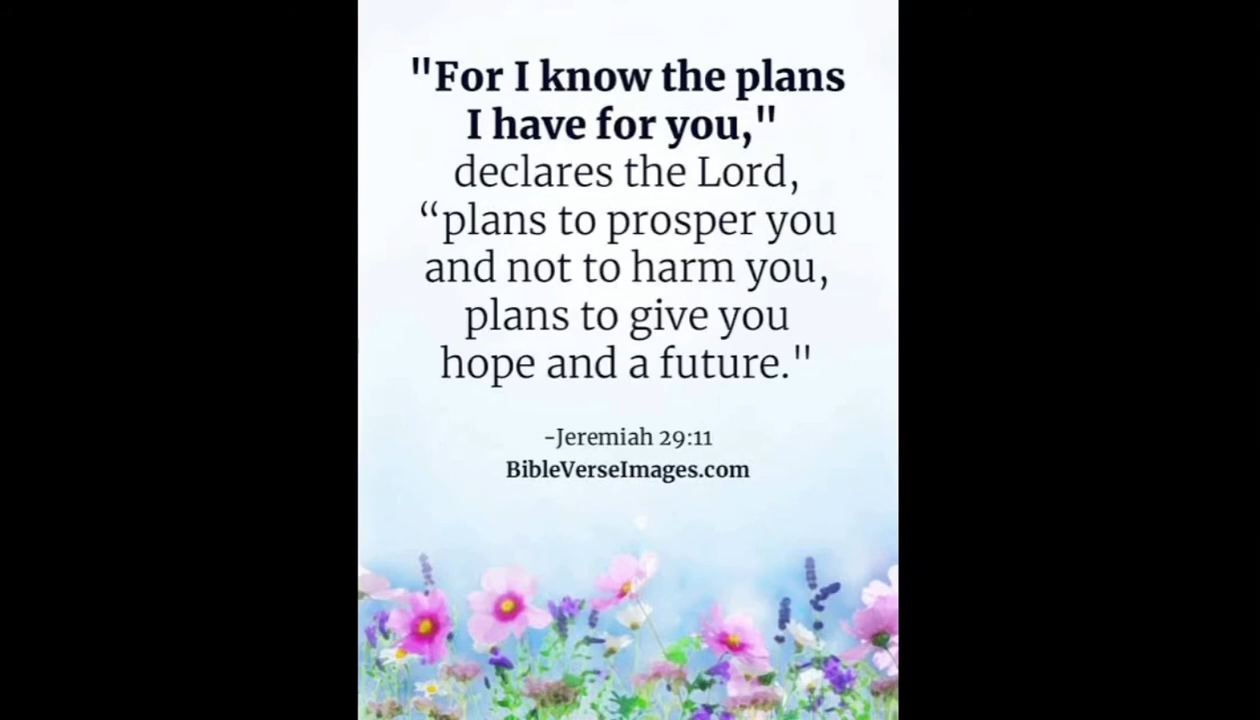 "For I know the plans
I have for you,"
declares the Lord,
“plans to prosper you
and not to harm you,
plans to give you
hope and a future."
-Jeremiah 29:11
BibleVerseImages.com